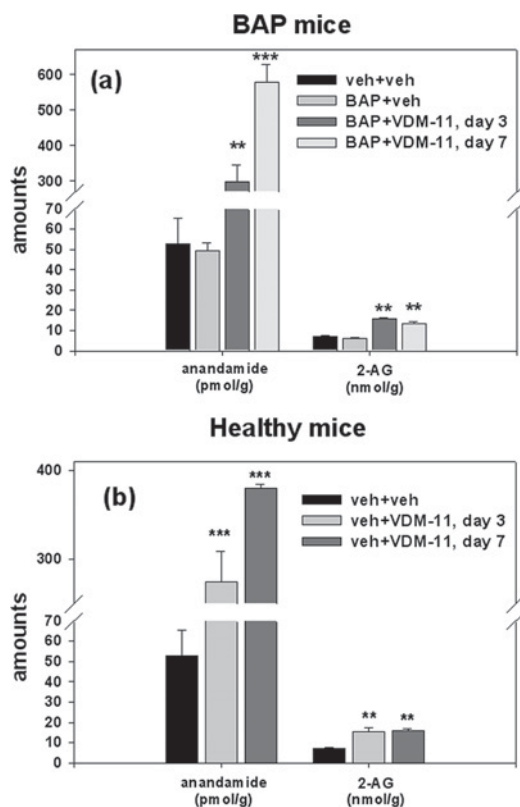 BAP mice
(a)
***
600
500
400
300
70
60
50
40
30
20
10
0
amounts
veh+veh
BAP+veh
BAP+VDM-11, day 3
BAP+VDM-11, day 7
**
** **
anandamide 2-AG
(pmol/g) (nmol/g)
Healthy mice
(b)
400
300
70
60
50
40
30
20
10
0
amounts
veh+veh
veh+VDM-11, day 3
veh+VDM-11, day 7
***
***
** **
anandamide 2-AG
(pmol/g) (nmol/g)